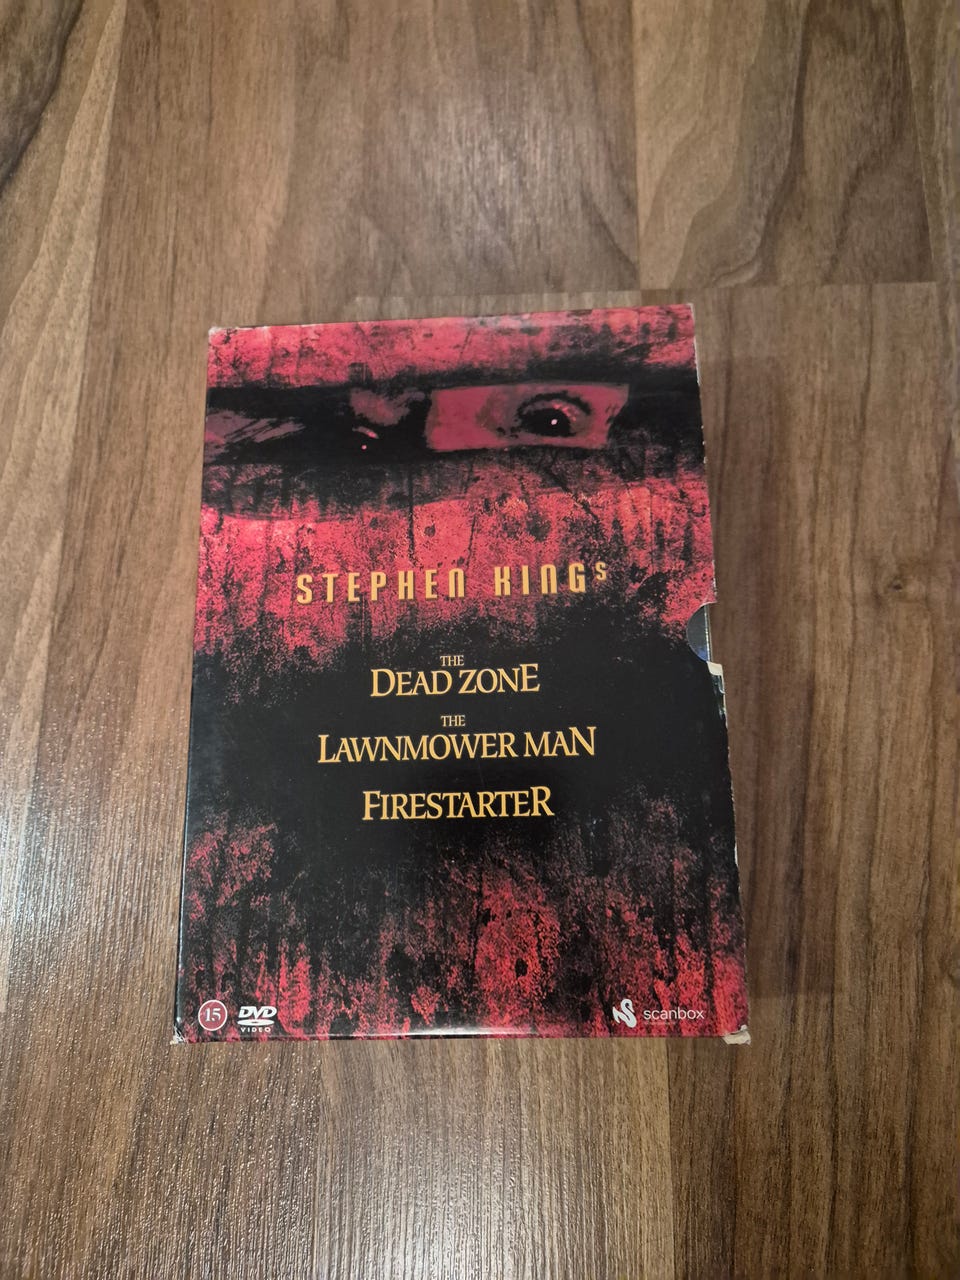 STEPHEN KINGS
THE
DEAD ZONE
THE
LAWNMOWER MAN
FIRESTARTER
15
DVD
VIDEO
scanbox